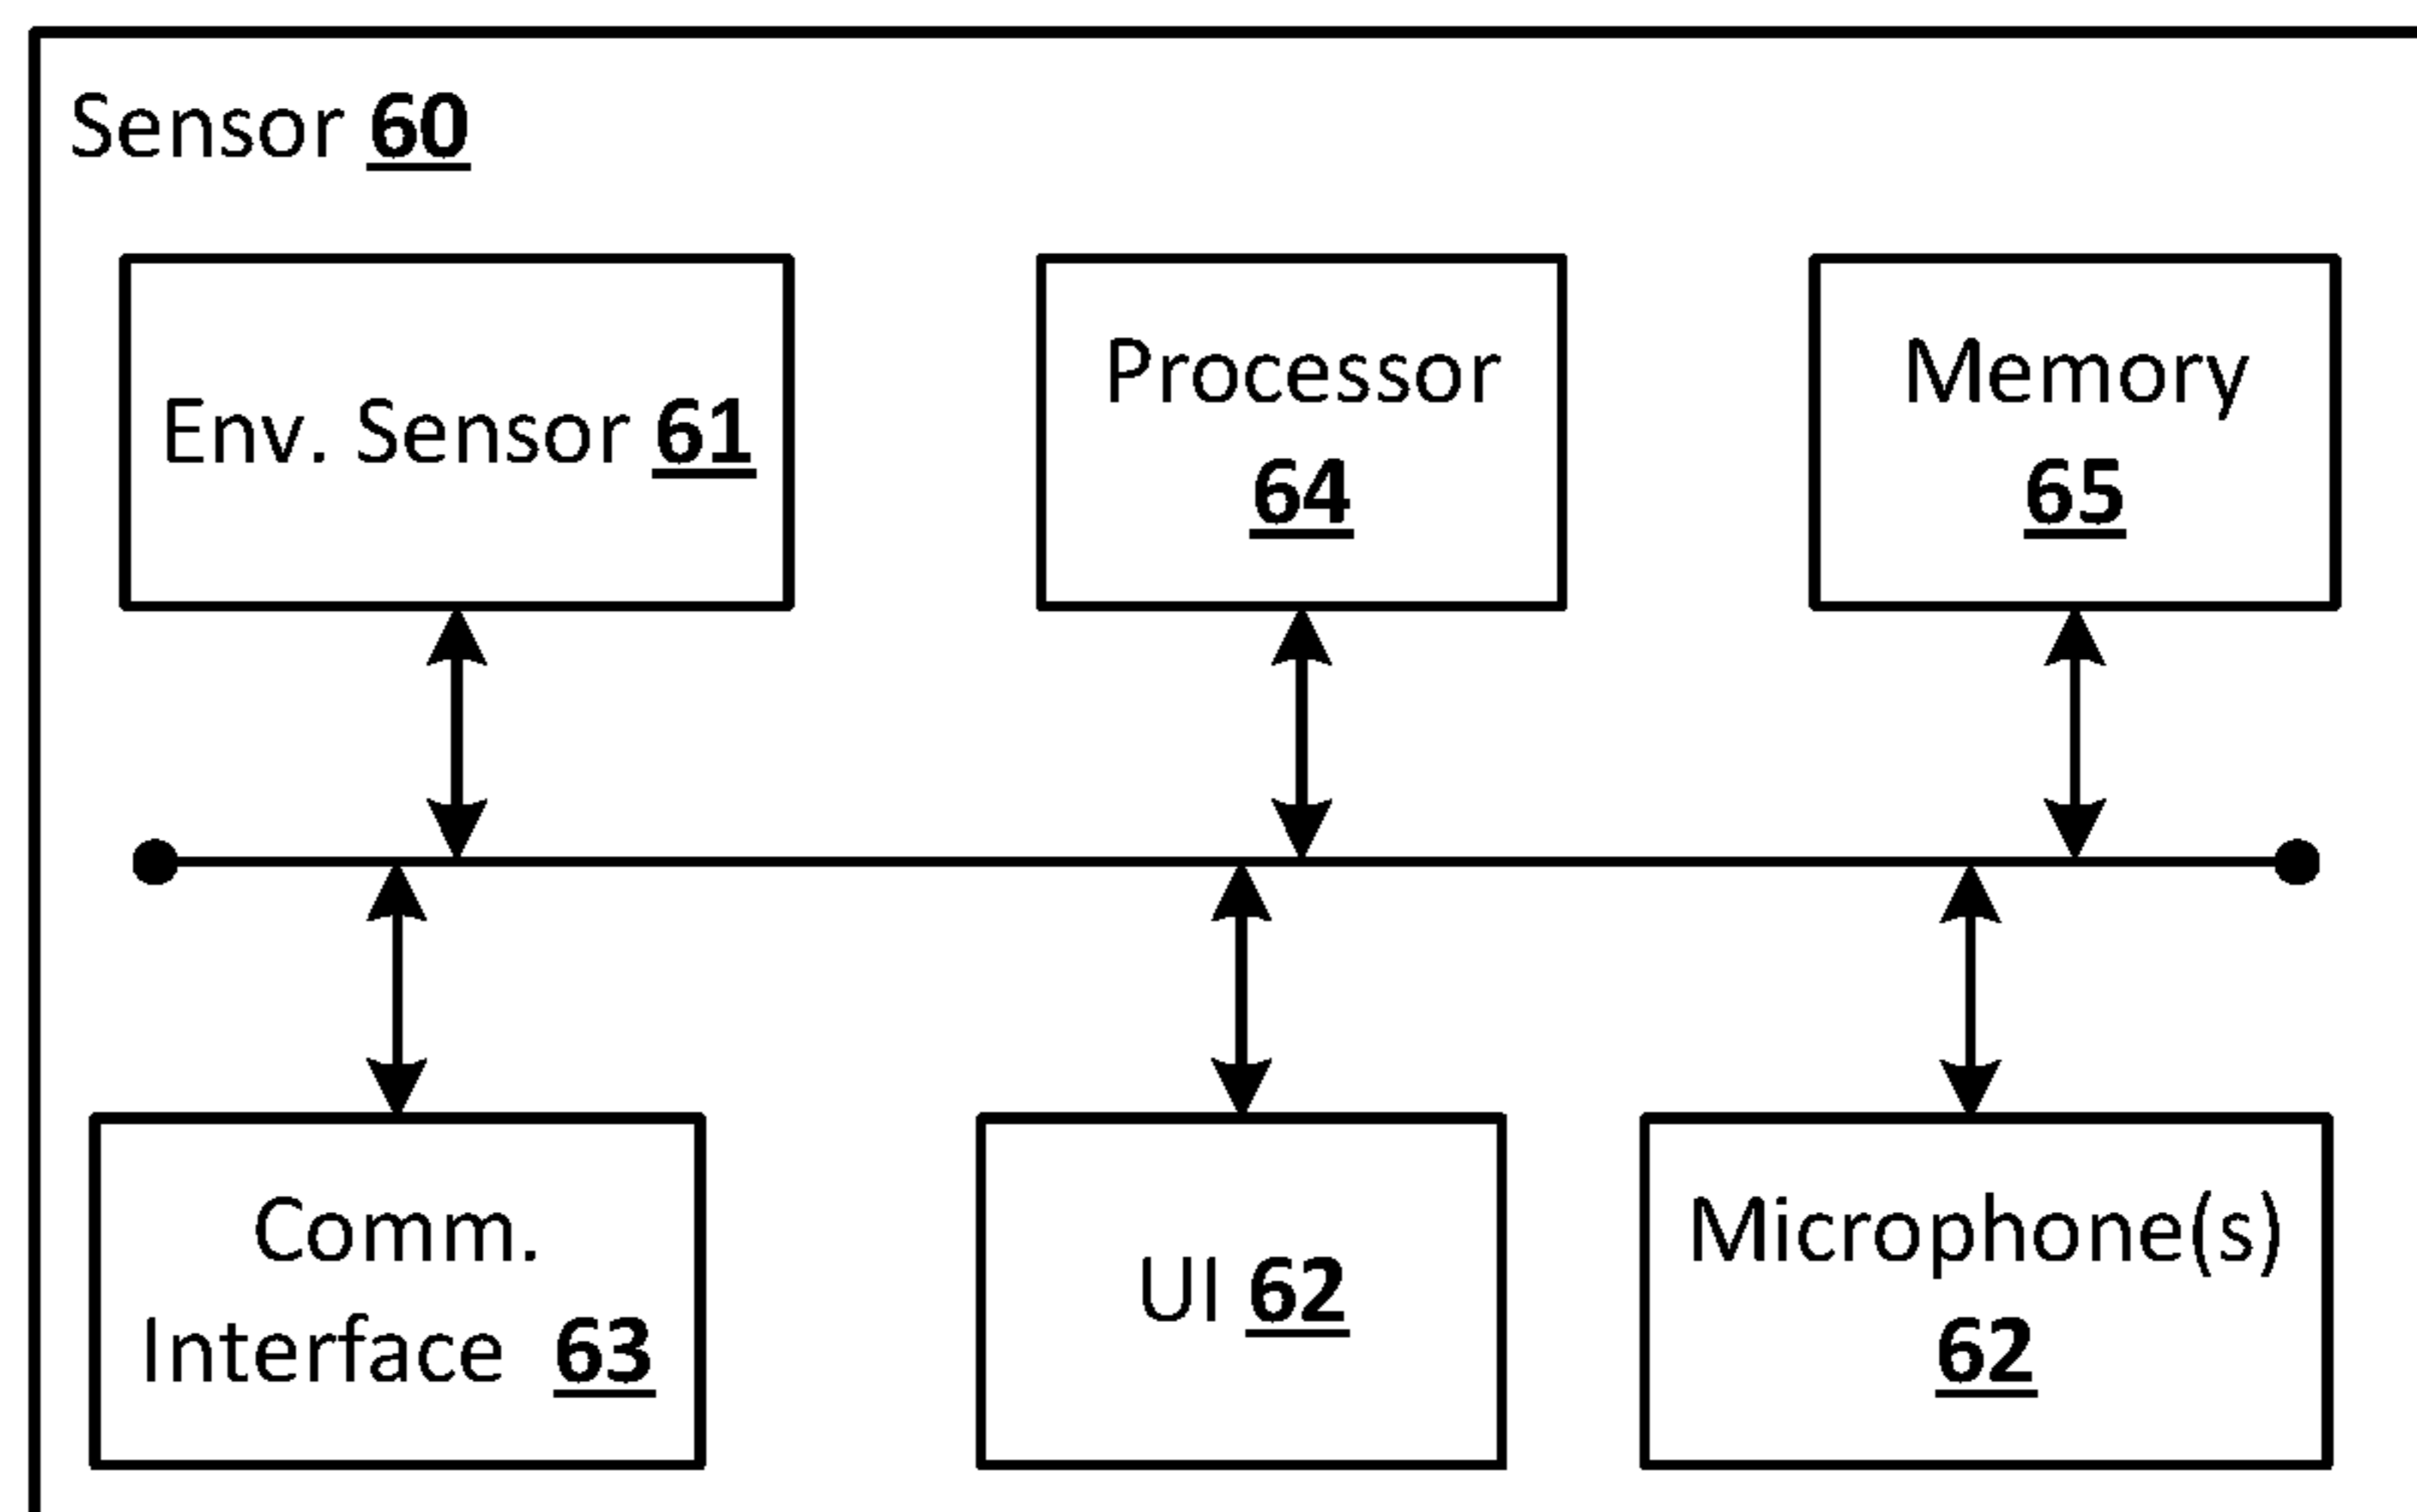 Sensor 60
Env. Sensor 61
Processor
64
Memory
65
Comm.
Interface 63
UI 62
Microphone(s)
62